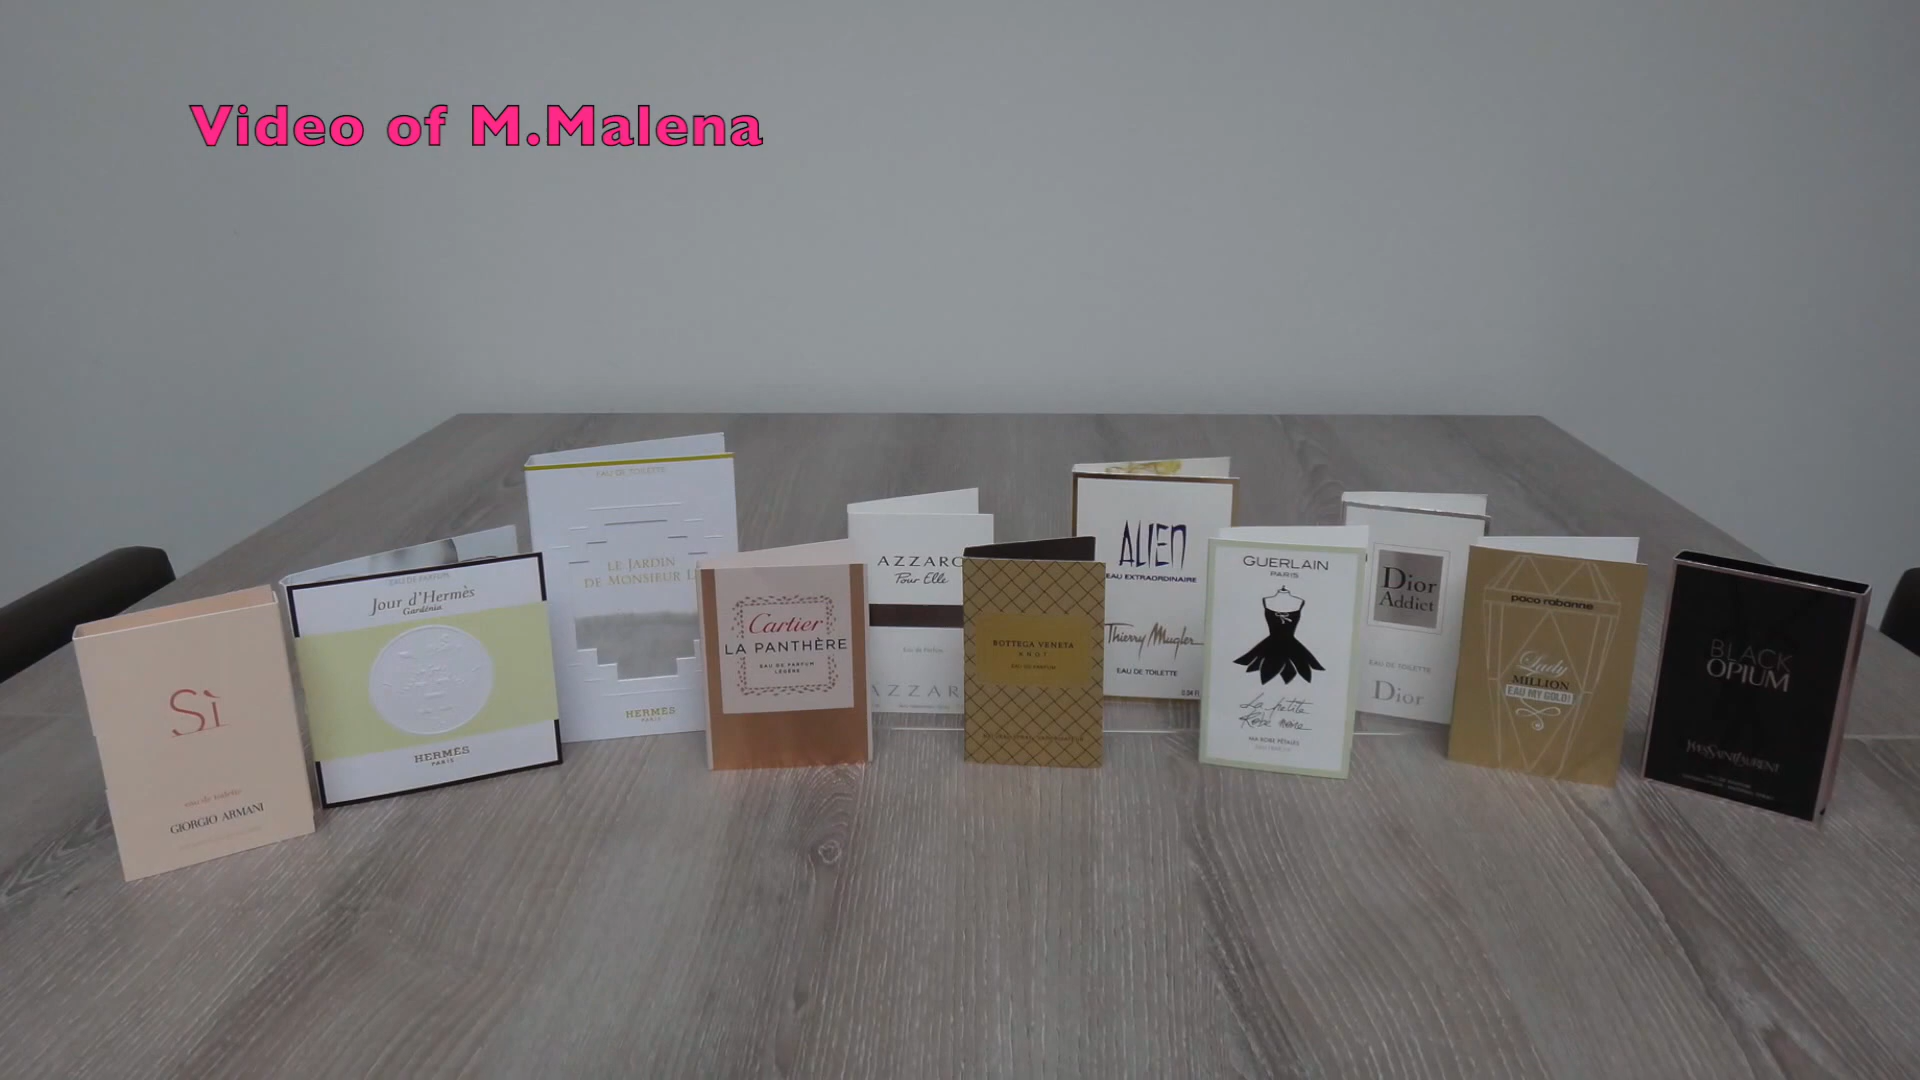 Video of M.Malena
Sì
eau de toilette
GIORGIO ARMANI
EAU DE PARFUM
Jour d'Hermès
Gardénia
HERMÈS
PARIS
EAU DE TOILETTE
LE JARDIN
DE MONSIEUR L
HERMÈS
PARIS
Cartier
LA PANTHÈRE
EAU DE PARFUM
LÉGÈRE
AZZARO
Pour Elle
Eau de Parfum
AZZAR
BOTTEGA VENETA
KNOT
EAU DE PARFUM
ALIEN
EAU EXTRAORDINAIRE
Thierry Mugler
EAU DE TOILETTE
0.04 fl
GUERLAIN
PARIS
La petite
Robe noire
MA ROBE PÉTALES
Dior
Addict
EAU DE TOILETTE
Dior
paco rabanne
Lady
MILLION
EAU MY GOLD!
BLACK
OPIUM
YVESSAINTLAURENT